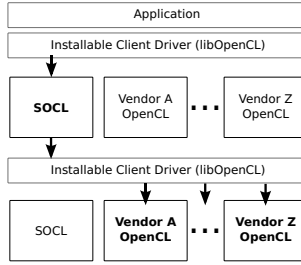 Application
Installable Client Driver (libOpenCL)
SOCL
Vendor A
OpenCL
...
Vendor Z
OpenCL
Installable Client Driver (libOpenCL)
SOCL
Vendor A
OpenCL
...
Vendor Z
OpenCL